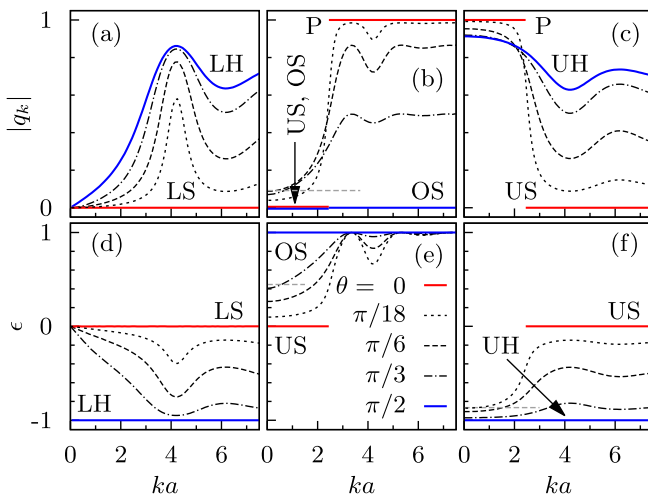 1
(a)
LH
P
(b)
US, OS
P
(c)
UH
|q_k|
LS
OS
US
0
1
(d)
OS
(e)
(f)
θ = 0
LS
US
π/18
ϵ
0
US
π/6
UH
π/3
LH
π/2
-1
0 2 4 6 0 2 4 6 0 2 4 6
ka ka ka